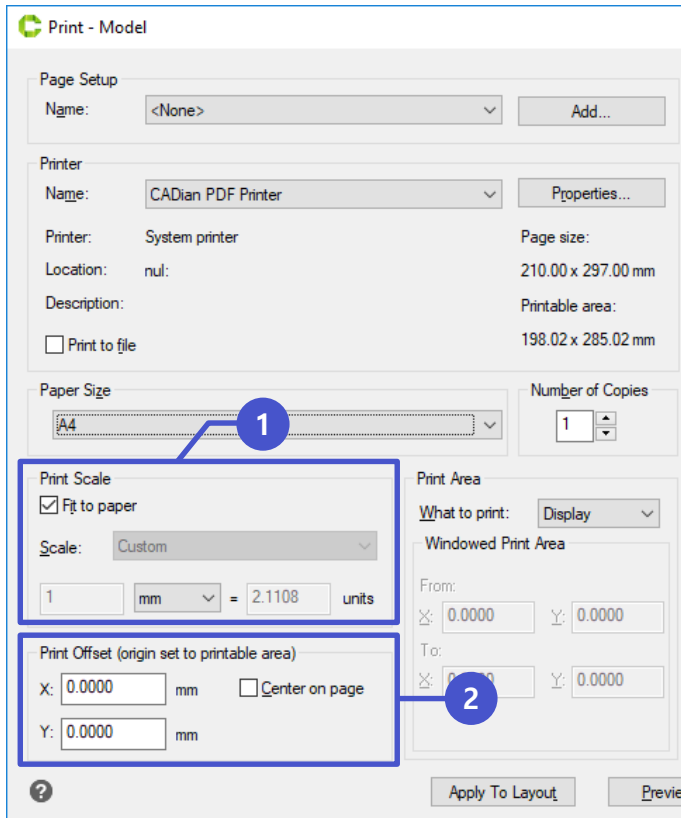 Print - Model
Page Setup
Name: <None> Add...
Printer
Name: CADian PDF Printer Properties...
Printer: System printer Page size:
Location: nul: 210.00 x 297.00 mm
Description: Printable area:
Print to file 198.02 x 285.02 mm
Paper Size Number of Copies
A4 1
1
Print Scale Print Area
Fit to paper What to print: Display
Scale: Custom Windowed Print Area
From:
1 mm = 2.1108 units X: 0.0000 Y: 0.0000
Print Offset (origin set to printable area) To:
X: 0.0000 mm Center on page X: 0.0000 Y: 0.0000
2
Y: 0.0000 mm
? Apply To Layout Previe